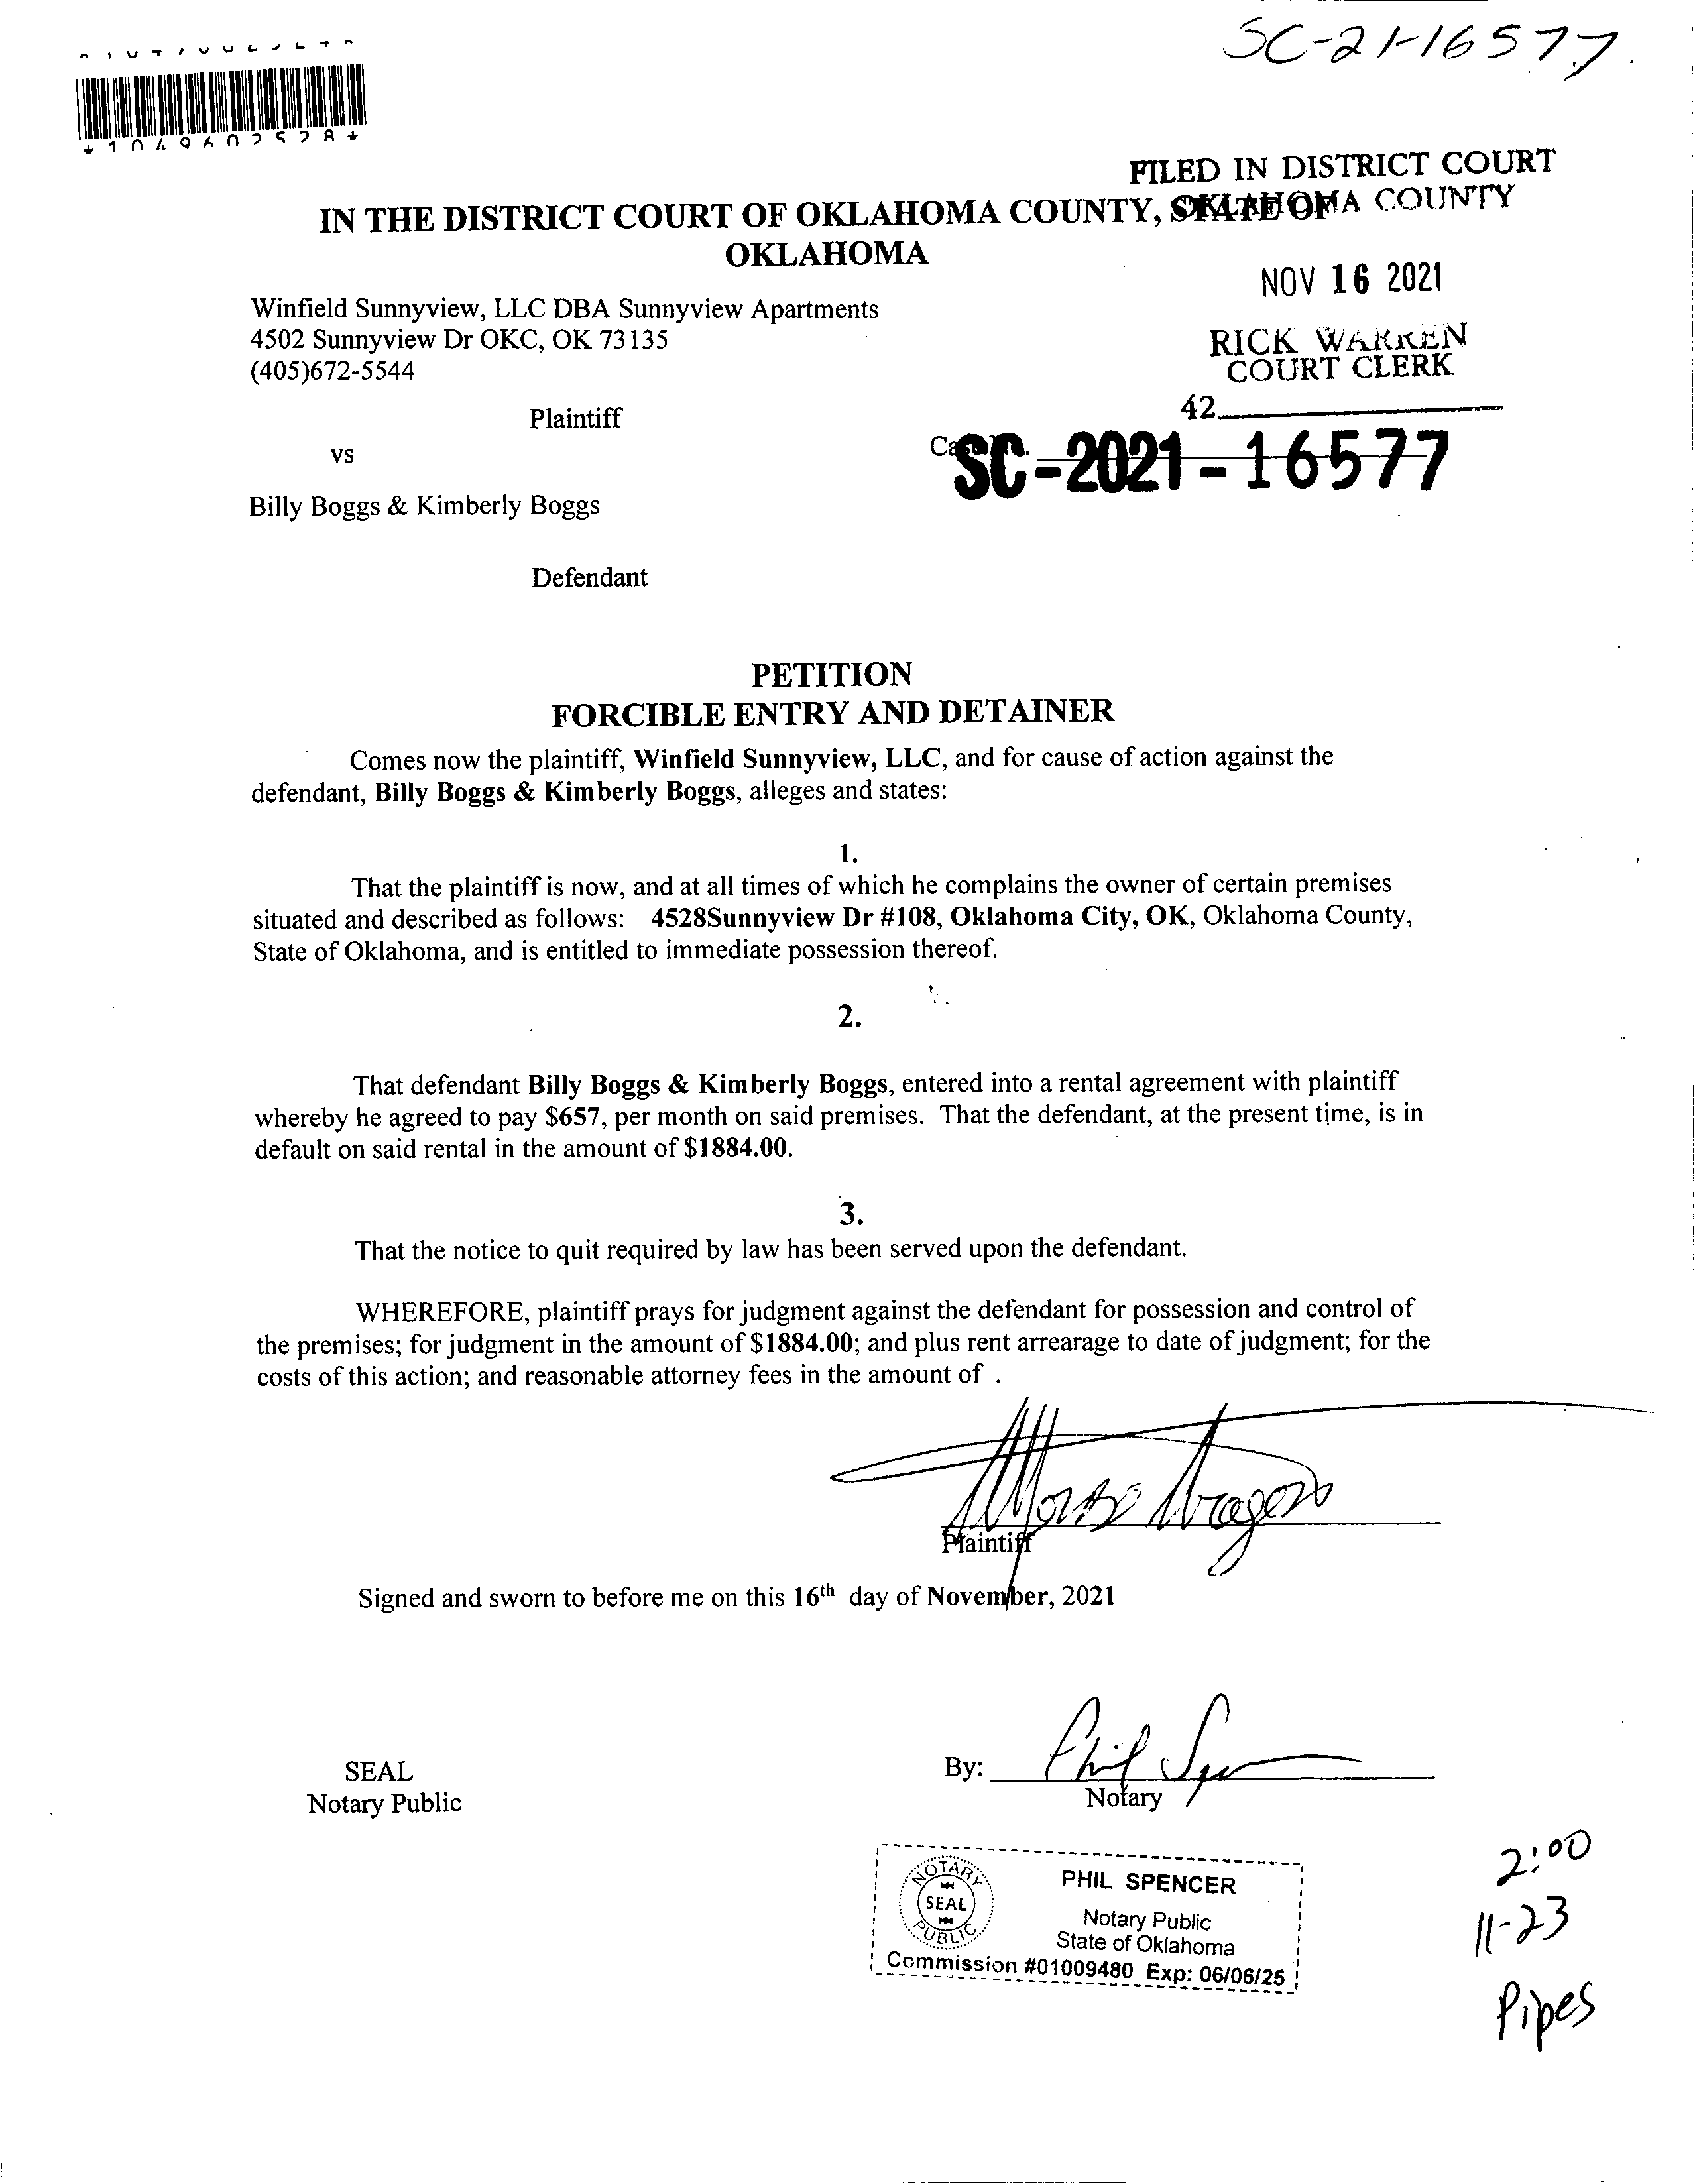 SC-21-16577.
*1049602528*
FILED IN DISTRICT COURT
OKLAHOMA COUNTY
IN THE DISTRICT COURT OF OKLAHOMA COUNTY, STATE OF
OKLAHOMA
NOV 16 2021
Winfield Sunnyview, LLC DBA Sunnyview Apartments
4502 Sunnyview Dr OKC, OK 73135
(405)672-5544
RICK WARREN
COURT CLERK
42
Plaintiff
vs
SC-2021-16577
Billy Boggs & Kimberly Boggs
Defendant
PETITION
FORCIBLE ENTRY AND DETAINER
Comes now the plaintiff, Winfield Sunnyview, LLC, and for cause of action against the
defendant, Billy Boggs & Kimberly Boggs, alleges and states:
1.
That the plaintiff is now, and at all times of which he complains the owner of certain premises
situated and described as follows: 4528Sunnyview Dr #108, Oklahoma City, OK, Oklahoma County,
State of Oklahoma, and is entitled to immediate possession thereof.
2.
That defendant Billy Boggs & Kimberly Boggs, entered into a rental agreement with plaintiff
whereby he agreed to pay $657, per month on said premises. That the defendant, at the present time, is in
default on said rental in the amount of $1884.00.
3.
That the notice to quit required by law has been served upon the defendant.
WHEREFORE, plaintiff prays for judgment against the defendant for possession and control of
the premises; for judgment in the amount of $1884.00; and plus rent arrearage to date of judgment; for the
costs of this action; and reasonable attorney fees in the amount of .
Plaintiff
Signed and sworn to before me on this 16th day of November, 2021
SEAL
Notary Public
By: Phil Spencer
Notary
NOTARY
SEAL
PUBLIC
PHIL SPENCER
Notary Public
State of Oklahoma
Commission #01009480 Exp: 06/06/25
2:00
11-23
Pipes